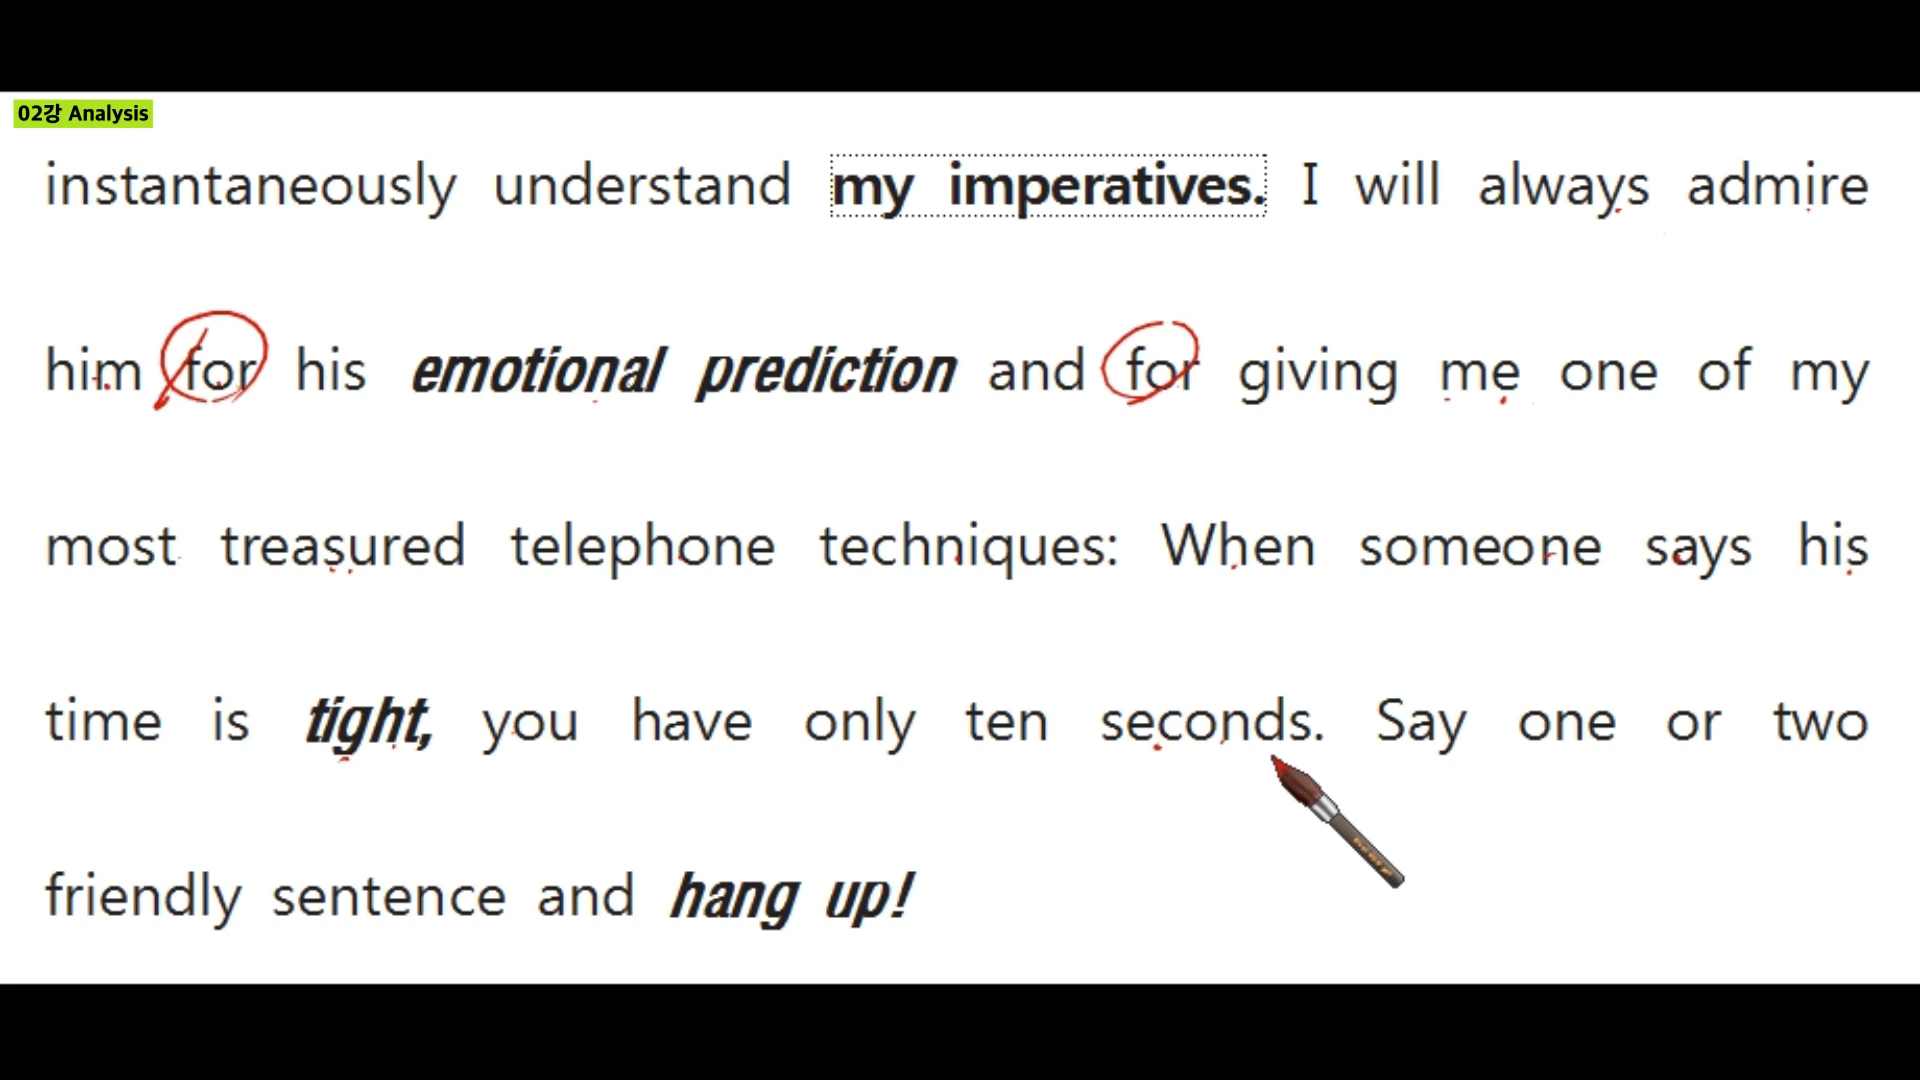 02강 Analysis
instantaneously understand my imperatives. I will always admire
him for his emotional prediction and for giving me one of my
most treasured telephone techniques: When someone says his
time is tight, you have only ten seconds. Say one or two
friendly sentence and hang up!